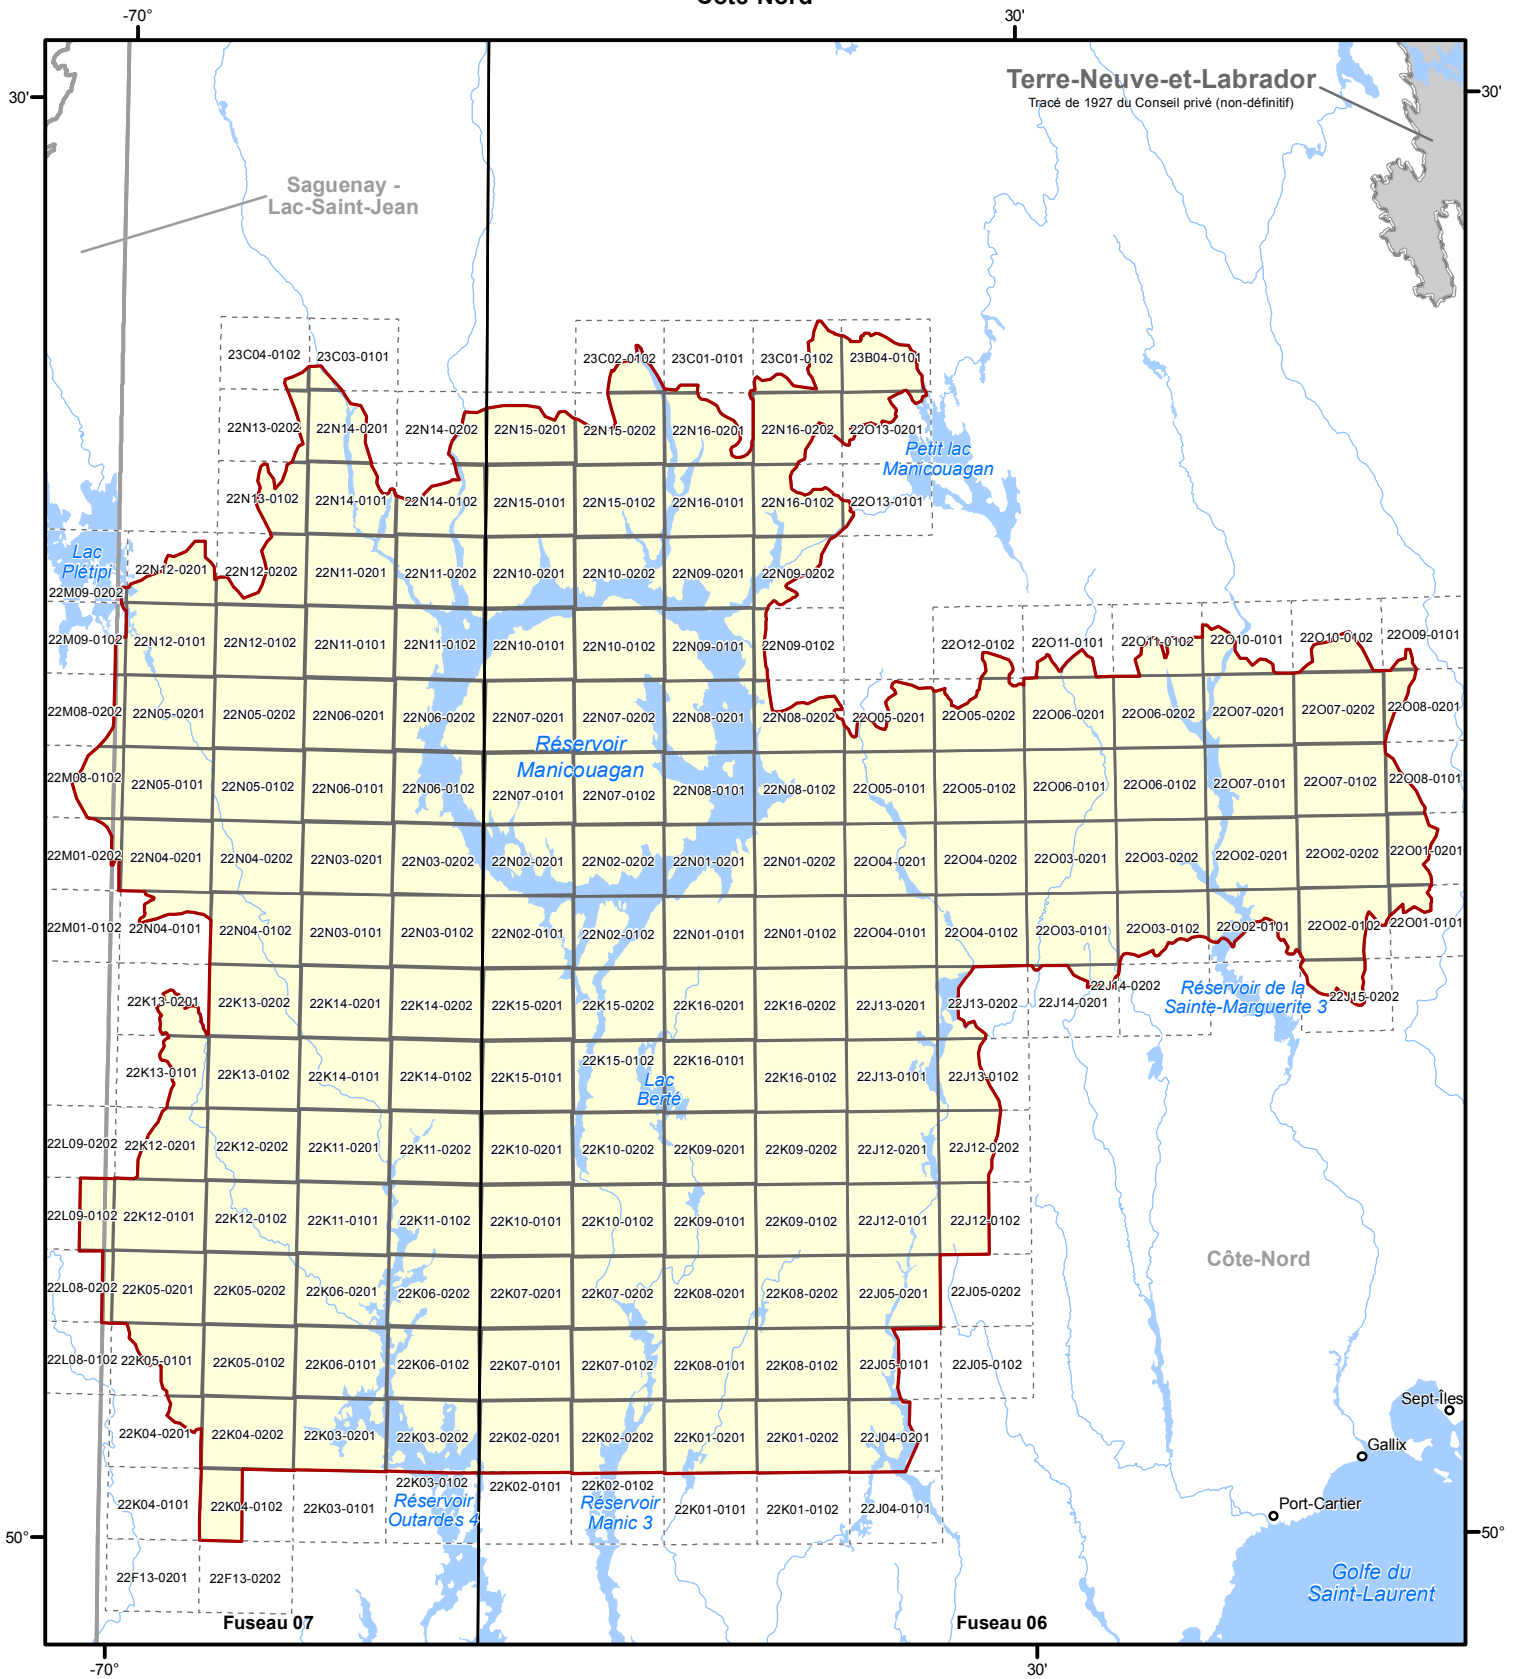 Côte-Nord
-70°
30'
30'
30'
Terre-Neuve-et-Labrador
Tracé de 1927 du Conseil privé (non-définitif)
Saguenay -
Lac-Saint-Jean
23C04-0102 23C03-0101 23C02-0102 23C01-0101 23C01-0102 23B04-0101
22N13-0202 22N14-0201 22N14-0202 22N15-0201 22N15-0202 22N16-0201 22N16-0202 22O13-0201
Petit lac
Manicouagan
22N13-0102 22N14-0101 22N14-0102 22N15-0101 22N15-0102 22N16-0101 22N16-0102 22O13-0101
Lac
Plétipi
22N12-0201 22N12-0202 22N11-0201 22N11-0202 22N10-0201 22N10-0202 22N09-0201 22N09-0202
22M09-0202
22M09-0102 22N12-0101 22N12-0102 22N11-0101 22N11-0102 22N10-0101 22N10-0102 22N09-0101 22N09-0102 22O12-0102 22O11-0101 22O11-0102 22O10-0101 22O10-0102 22O09-0101
22M08-0202 22N05-0201 22N05-0202 22N06-0201 22N06-0202 22N07-0201 22N07-0202 22N08-0201 22N08-0202 22O05-0201 22O05-0202 22O06-0201 22O06-0202 22O07-0201 22O07-0202 22O08-0201
Réservoir
Manicouagan
22M08-0102 22N05-0101 22N05-0102 22N06-0101 22N06-0102 22N07-0101 22N07-0102 22N08-0101 22N08-0102 22O05-0101 22O05-0102 22O06-0101 22O06-0102 22O07-0101 22O07-0102 22O08-0101
22M01-0202 22N04-0201 22N04-0202 22N03-0201 22N03-0202 22N02-0201 22N02-0202 22N01-0201 22N01-0202 22O04-0201 22O04-0202 22O03-0201 22O03-0202 22O02-0201 22O02-0202 22O01-0201
22M01-0102 22N04-0101 22N04-0102 22N03-0101 22N03-0102 22N02-0101 22N02-0102 22N01-0101 22N01-0102 22O04-0101 22O04-0102 22O03-0101 22O03-0102 22O02-0101 22O02-0102 22O01-0101
22K13-0201 22K13-0202 22K14-0201 22K14-0202 22K15-0201 22K15-0202 22K16-0201 22K16-0202 22J13-0201 22J13-0202 22J14-0201 22J14-0202 22J15-0202
Réservoir de la
Sainte-Marguerite 3
22K13-0101 22K13-0102 22K14-0101 22K14-0102 22K15-0101 22K15-0102 22K16-0101 22K16-0102 22J13-0101 22J13-0102
Lac
Berté
22L09-0202 22K12-0201 22K12-0202 22K11-0201 22K11-0202 22K10-0201 22K10-0202 22K09-0201 22K09-0202 22J12-0201 22J12-0202
22L09-0102 22K12-0101 22K12-0102 22K11-0101 22K11-0102 22K10-0101 22K10-0102 22K09-0101 22K09-0102 22J12-0101 22J12-0102
Côte-Nord
22L08-0202 22K05-0201 22K05-0202 22K06-0201 22K06-0202 22K07-0201 22K07-0202 22K08-0201 22K08-0202 22J05-0201 22J05-0202
22L08-0102 22K05-0101 22K05-0102 22K06-0101 22K06-0102 22K07-0101 22K07-0102 22K08-0101 22K08-0102 22J05-0101 22J05-0102
Sept-Îles
22K04-0201 22K04-0202 22K03-0201 22K03-0202 22K02-0201 22K02-0202 22K01-0201 22K01-0202 22J04-0201
Gallix
22K04-0101 22K04-0102 22K03-0101 22K03-0102 22K02-0101 22K02-0102 22K01-0101 22K01-0102 22J04-0101
Réservoir
Outardes 4
Réservoir
Manic 3
Port-Cartier
50°
50°
22F13-0201 22F13-0202
Golfe du
Saint-Laurent
Fuseau 07
Fuseau 06
-70°
30'